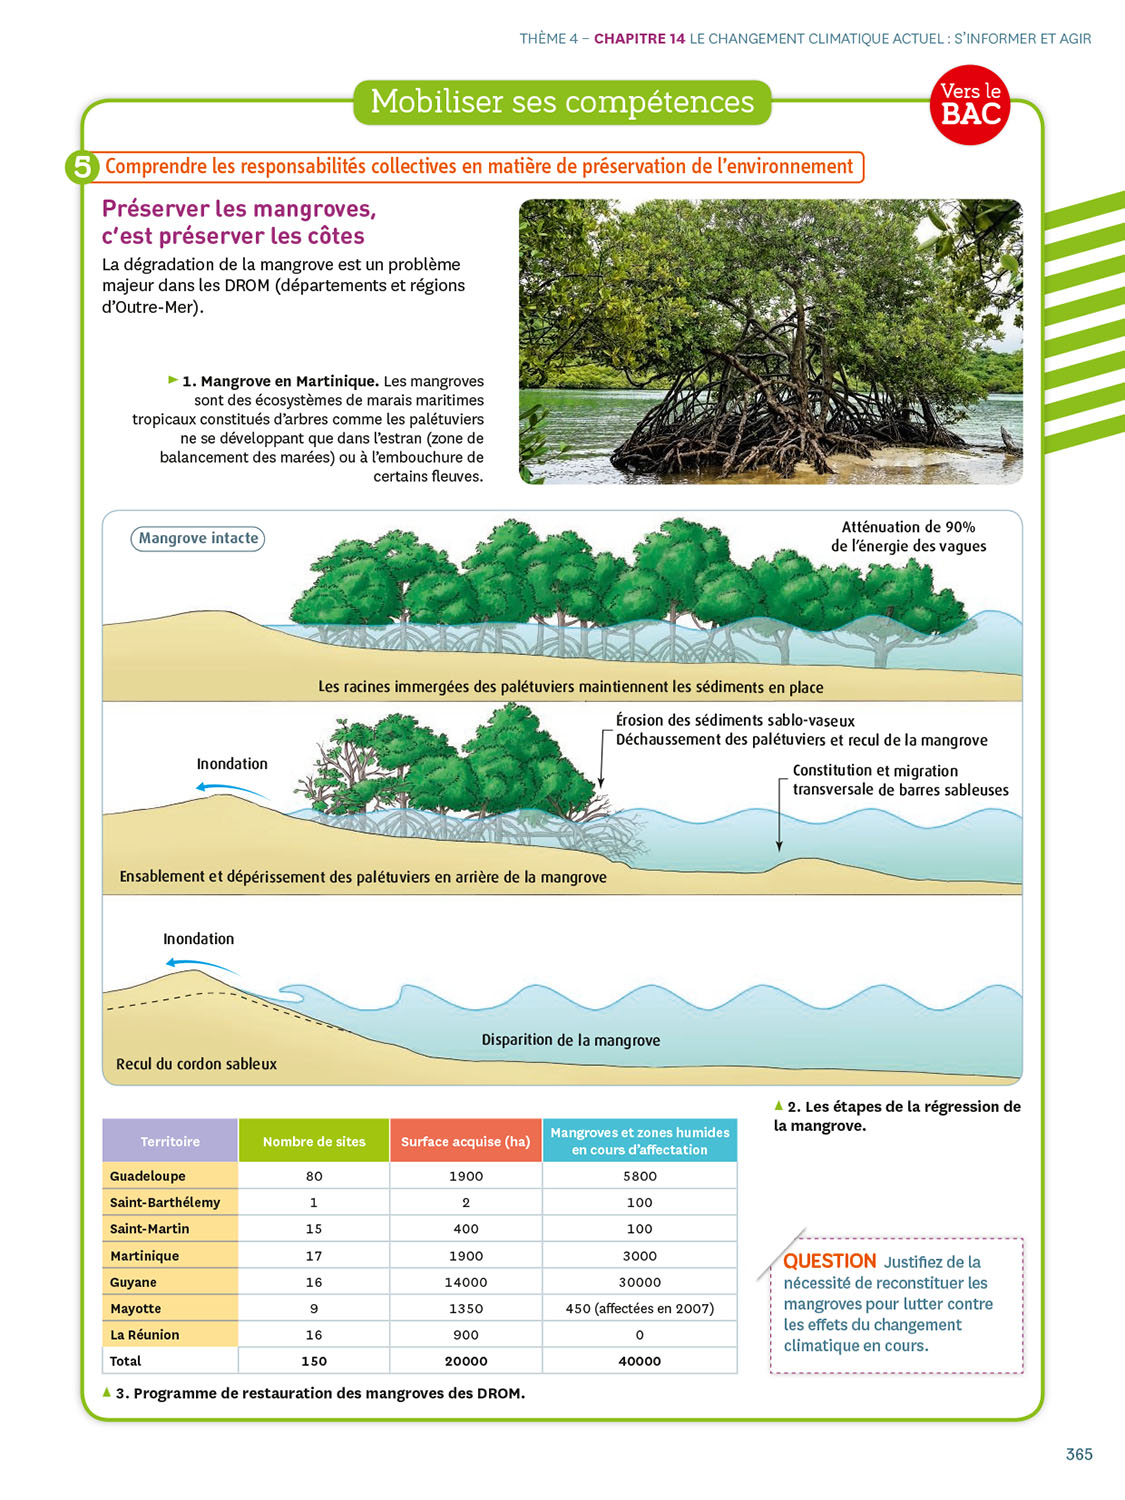 THÈME 4 – CHAPITRE 14 LE CHANGEMENT CLIMATIQUE ACTUEL : S'INFORMER ET AGIR
Mobiliser ses compétences
Vers le
BAC
5 Comprendre les responsabilités collectives en matière de préservation de l'environnement
Préserver les mangroves,
c'est préserver les côtes
La dégradation de la mangrove est un problème
majeur dans les DROM (départements et régions
d'Outre-Mer).
► 1. Mangrove en Martinique. Les mangroves
sont des écosystèmes de marais maritimes
tropicaux constitués d'arbres comme les palétuviers
ne se développant que dans l'estran (zone de
balancement des marées) ou à l'embouchure de
certains fleuves.
Mangrove intacte
Atténuation de 90%
de l'énergie des vagues
Les racines immergées des palétuviers maintiennent les sédiments en place
Érosion des sédiments sablo-vaseux
Déchaussement des palétuviers et recul de la mangrove
Inondation
Constitution et migration
transversale de barres sableuses
Ensablement et dépérissement des palétuviers en arrière de la mangrove
Inondation
Disparition de la mangrove
Recul du cordon sableux
▲ 2. Les étapes de la régression de
la mangrove.
Territoire Nombre de sites Surface acquise (ha) Mangroves et zones humides
en cours d'affectation
Guadeloupe 80 1900 5800
Saint-Barthélemy 1 2 100
Saint-Martin 15 400 100
Martinique 17 1900 3000
Guyane 16 14000 30000
Mayotte 9 1350 450 (affectées en 2007)
La Réunion 16 900 0
Total 150 20000 40000
▲ 3. Programme de restauration des mangroves des DROM.
QUESTION Justifiez de la
nécessité de reconstituer les
mangroves pour lutter contre
les effets du changement
climatique en cours.
365